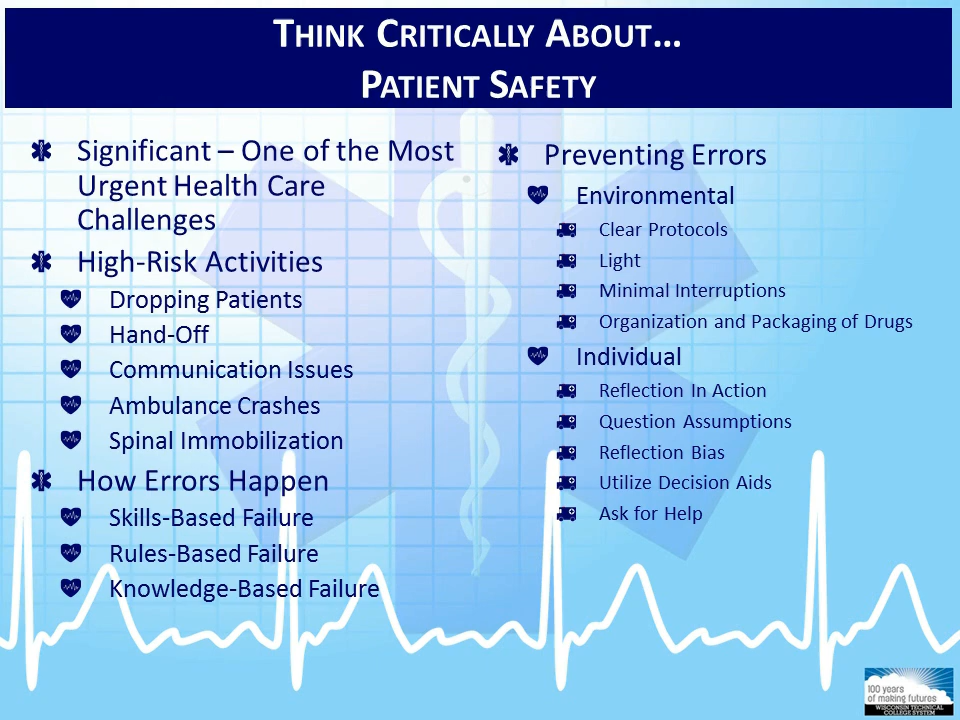 THINK CRITICALLY ABOUT...
PATIENT SAFETY
Significant – One of the Most
Urgent Health Care
Challenges
High-Risk Activities
Dropping Patients
Hand-Off
Communication Issues
Ambulance Crashes
Spinal Immobilization
How Errors Happen
Skills-Based Failure
Rules-Based Failure
Knowledge-Based Failure
Preventing Errors
Environmental
Clear Protocols
Light
Minimal Interruptions
Organization and Packaging of Drugs
Individual
Reflection In Action
Question Assumptions
Reflection Bias
Utilize Decision Aids
Ask for Help
100 years
of making futures
WISCONSIN TECHNICAL
COLLEGE SYSTEM